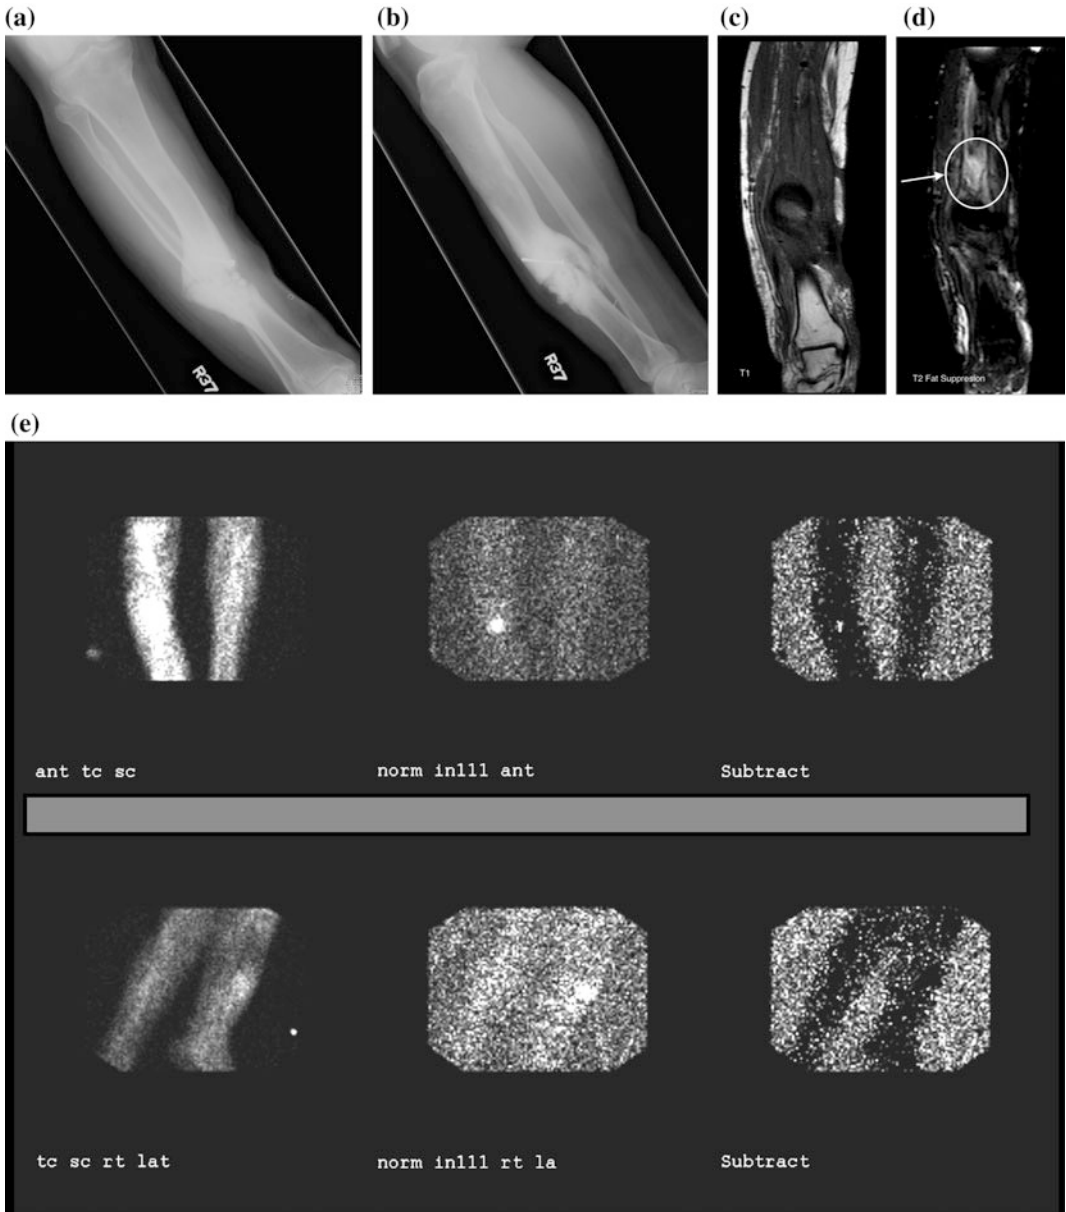 (a)
(b)
(c)
(d)
R37
R37
T1
T2 Fat Suppresion
(e)
ant tc sc
norm in111 ant
Subtract
tc sc rt lat
norm in111 rt la
Subtract